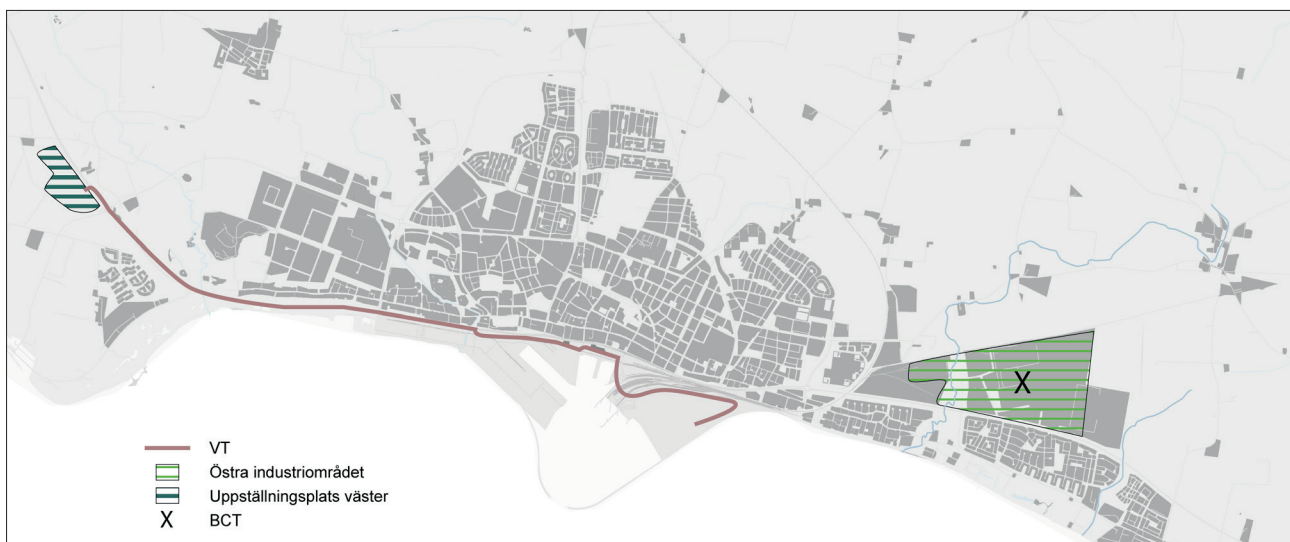 X
VT
Östra industriområdet
Uppställningsplats väster
X BCT